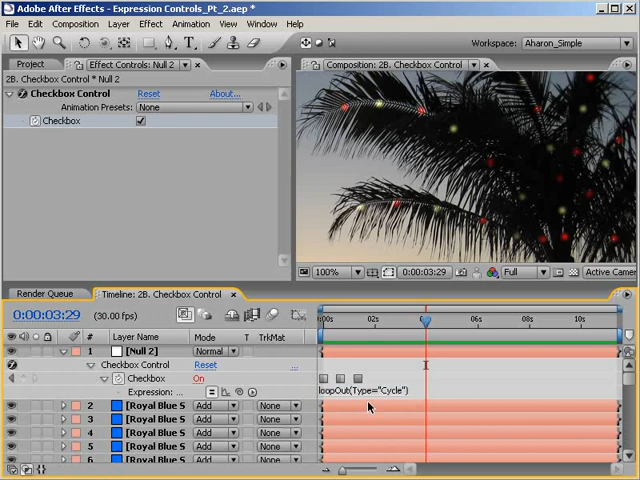 Adobe After Effects - Expression Controls_Pt_2.aep *
File Edit Composition Layer Effect Animation View Window Help
Workspace: Aharon_Simple
Project Effect Controls: Null 2
2B. Checkbox Control * Null 2
Checkbox Control Reset About...
Animation Presets: None
Checkbox
Composition: 2B. Checkbox Control
100% 0:00:03:29 Full Active Camer
Render Queue Timeline: 2B. Checkbox Control
0:00:03:29 (30.00 fps)
# Layer Name Mode T TrkMat
02s 06s 08s 10s
1 [Null 2] Normal
Checkbox Control Reset
Checkbox On
Expression: ... loopOut(Type="Cycle")
2 [Royal Blue S Add None
3 [Royal Blue S Add None
4 [Royal Blue S Add None
5 [Royal Blue S Add None
6 [Royal Blue S Add None